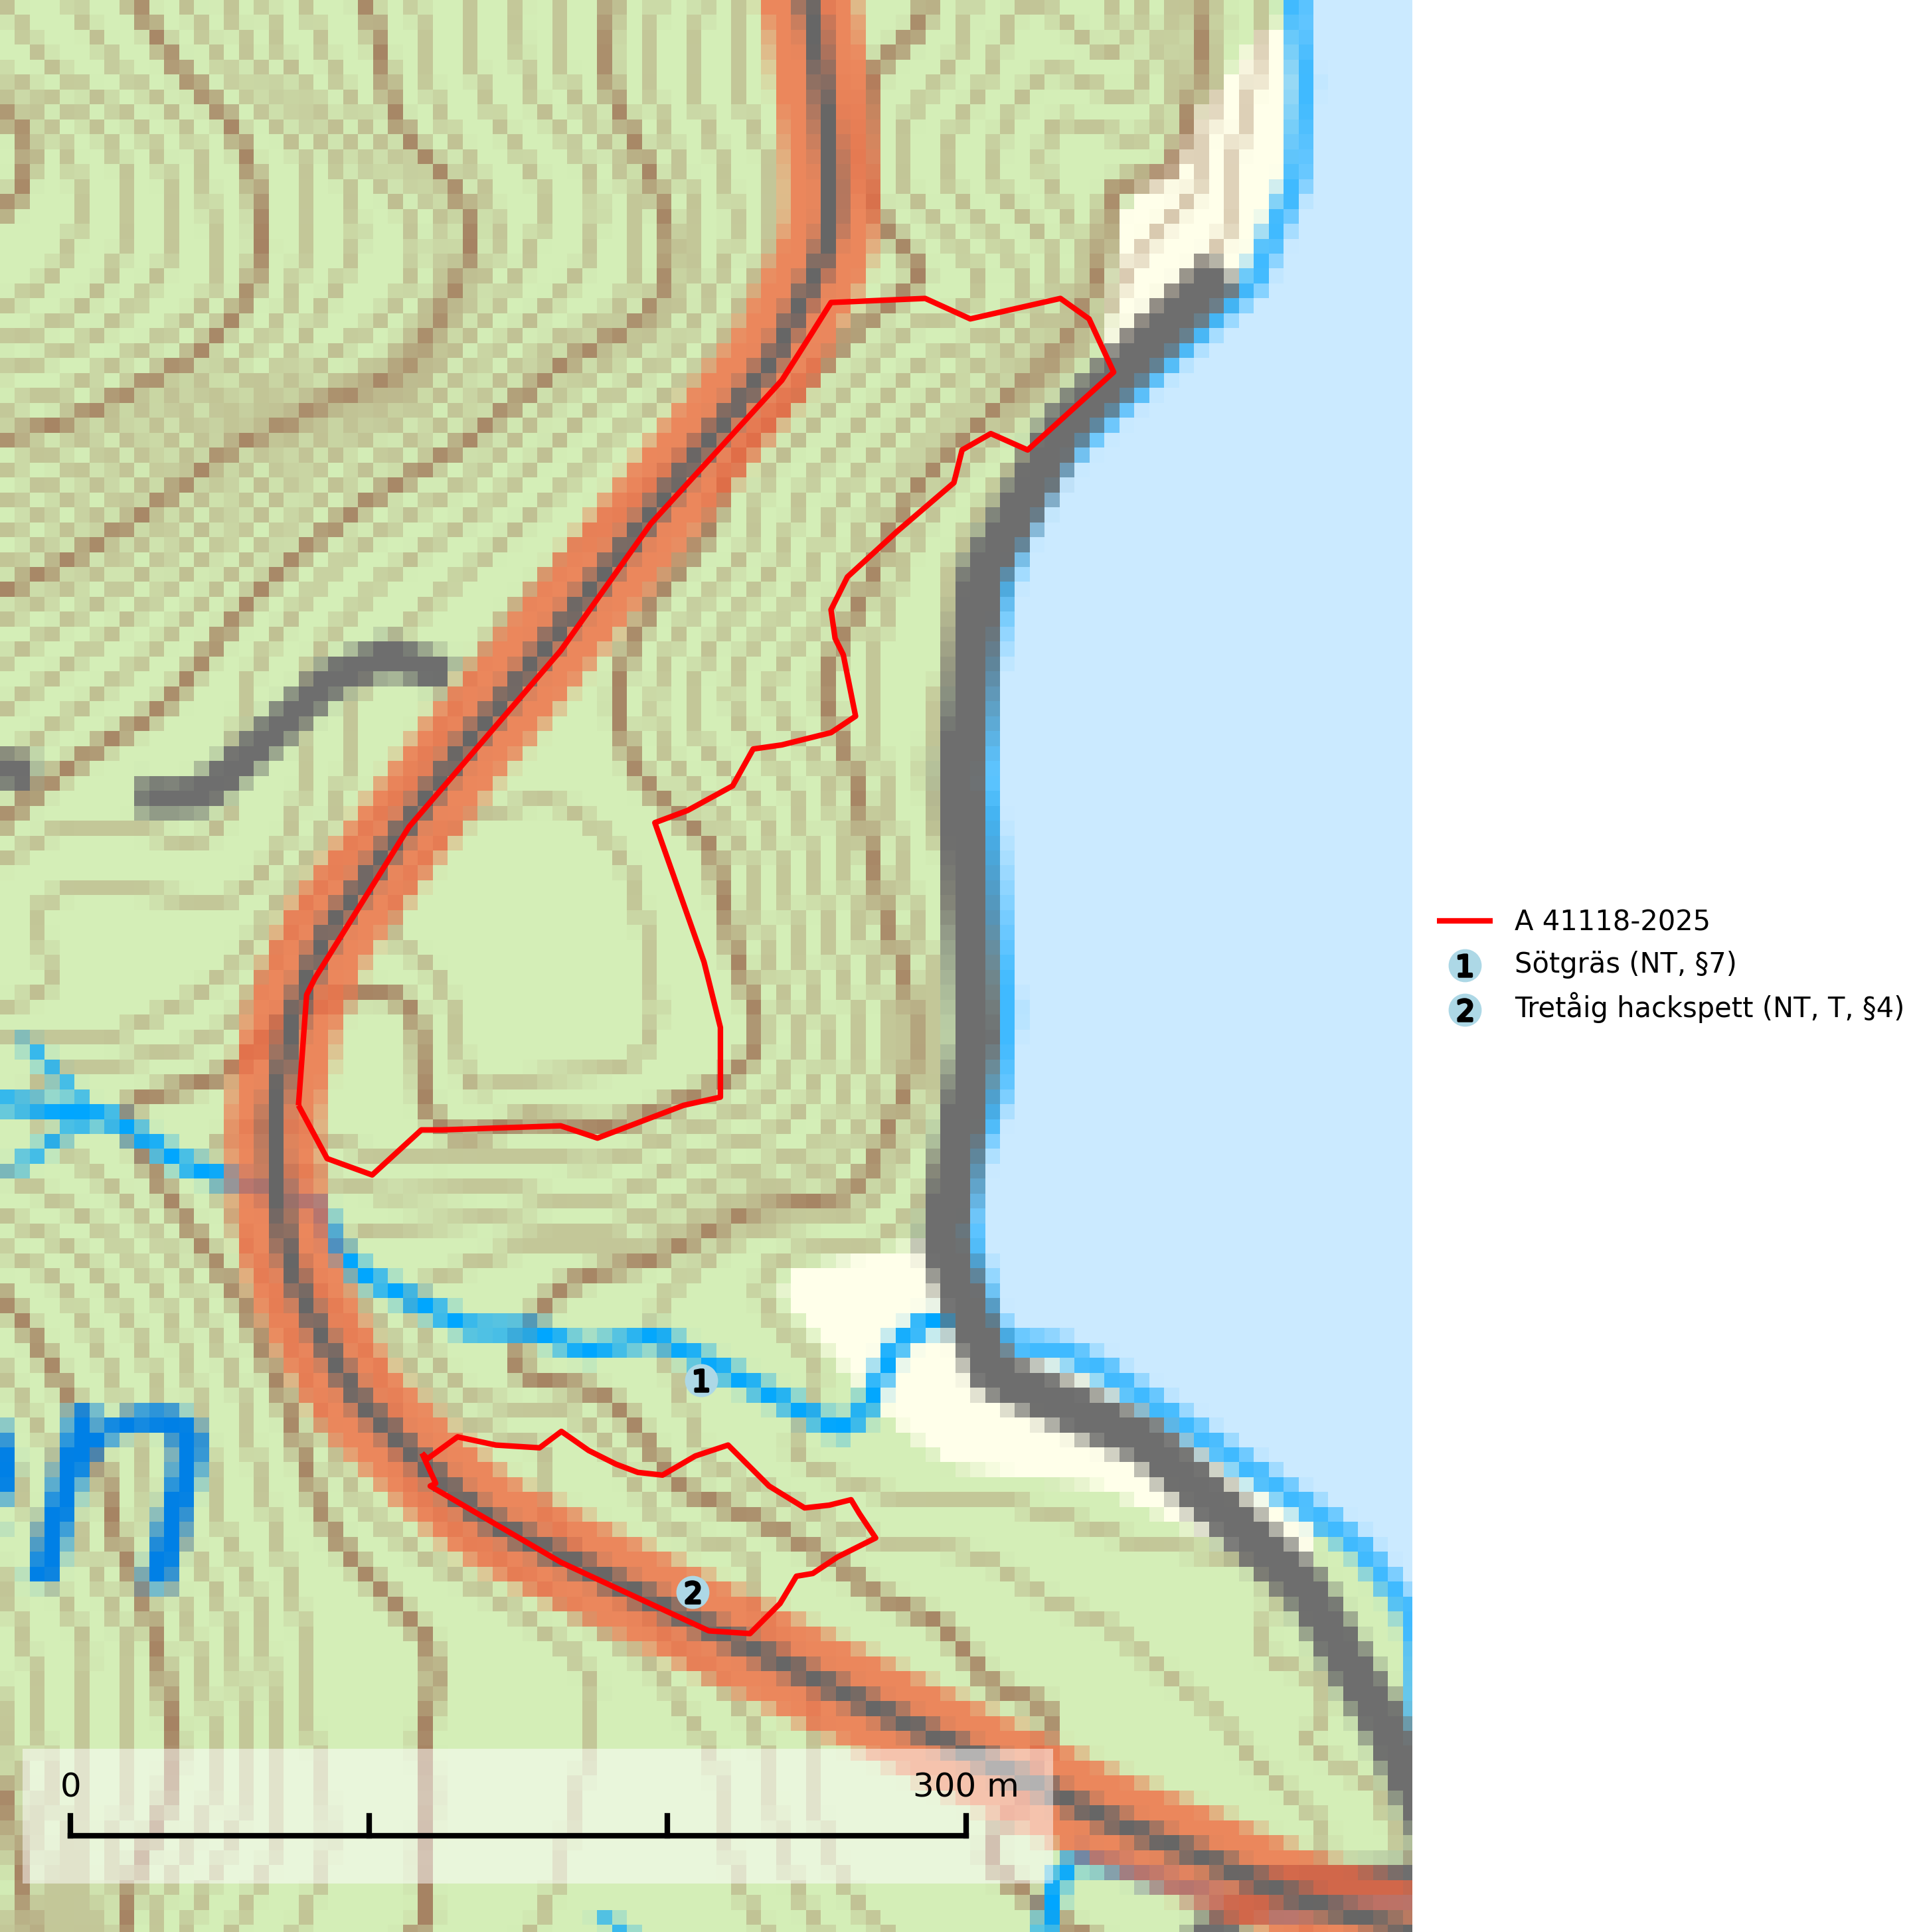 A 41118-2025
1 Sötgräs (NT, §7)
2 Tretåig hackspett (NT, T, §4)
1
2
0 300 m